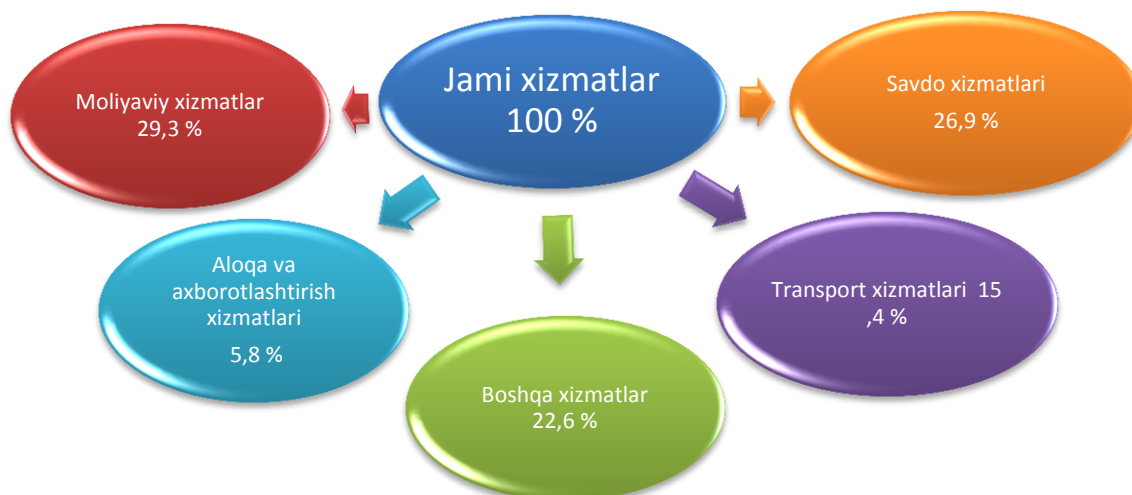 Jami xizmatlar
100 %
Moliyaviy xizmatlar
29,3 %
Savdo xizmatlari
26,9 %
Aloqa va
axborotlashtirish
xizmatlari
5,8 %
Transport xizmatlari 15
,4 %
Boshqa xizmatlar
22,6 %